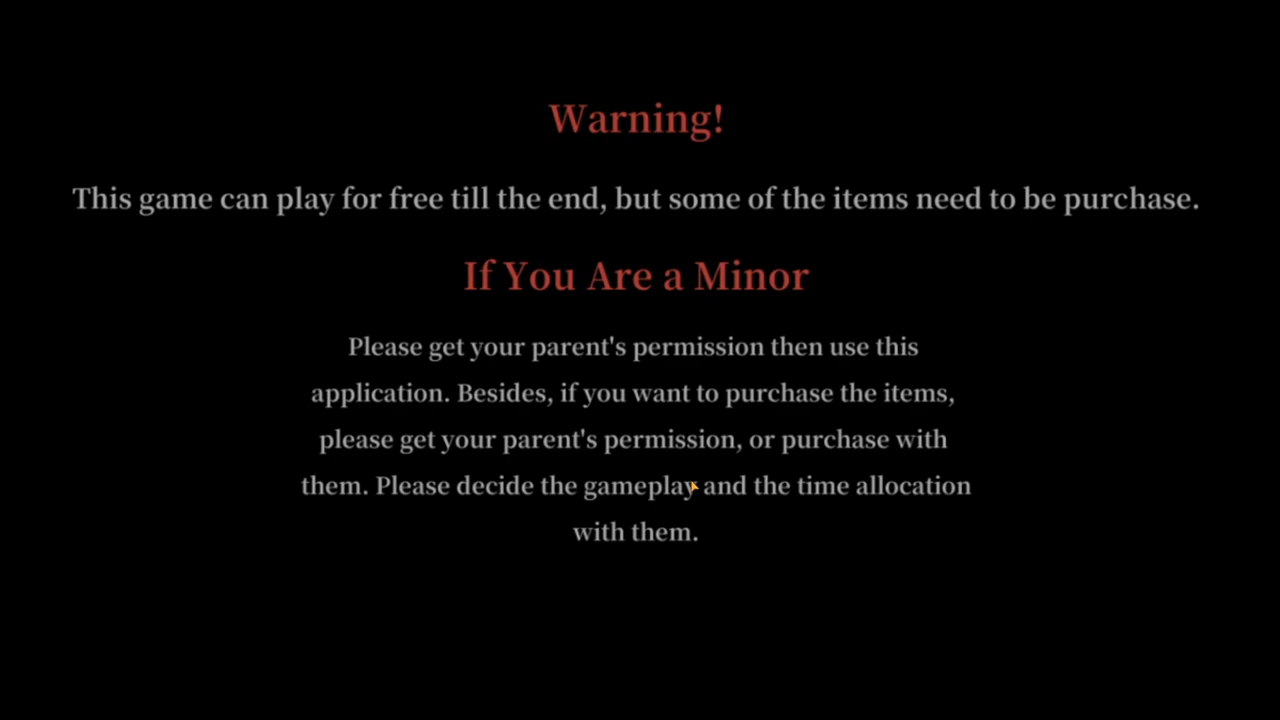 Warning!
This game can play for free till the end, but some of the items need to be purchase.
If You Are a Minor
Please get your parent's permission then use this
application. Besides, if you want to purchase the items,
please get your parent's permission, or purchase with
them. Please decide the gameplay and the time allocation
with them.